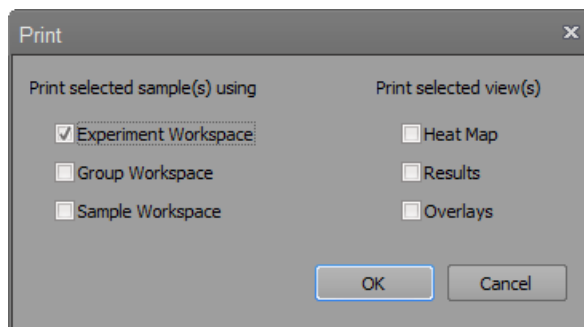 Print
Print selected sample(s) using
Print selected view(s)
Experiment Workspace
Heat Map
Group Workspace
Results
Sample Workspace
Overlays
OK
Cancel